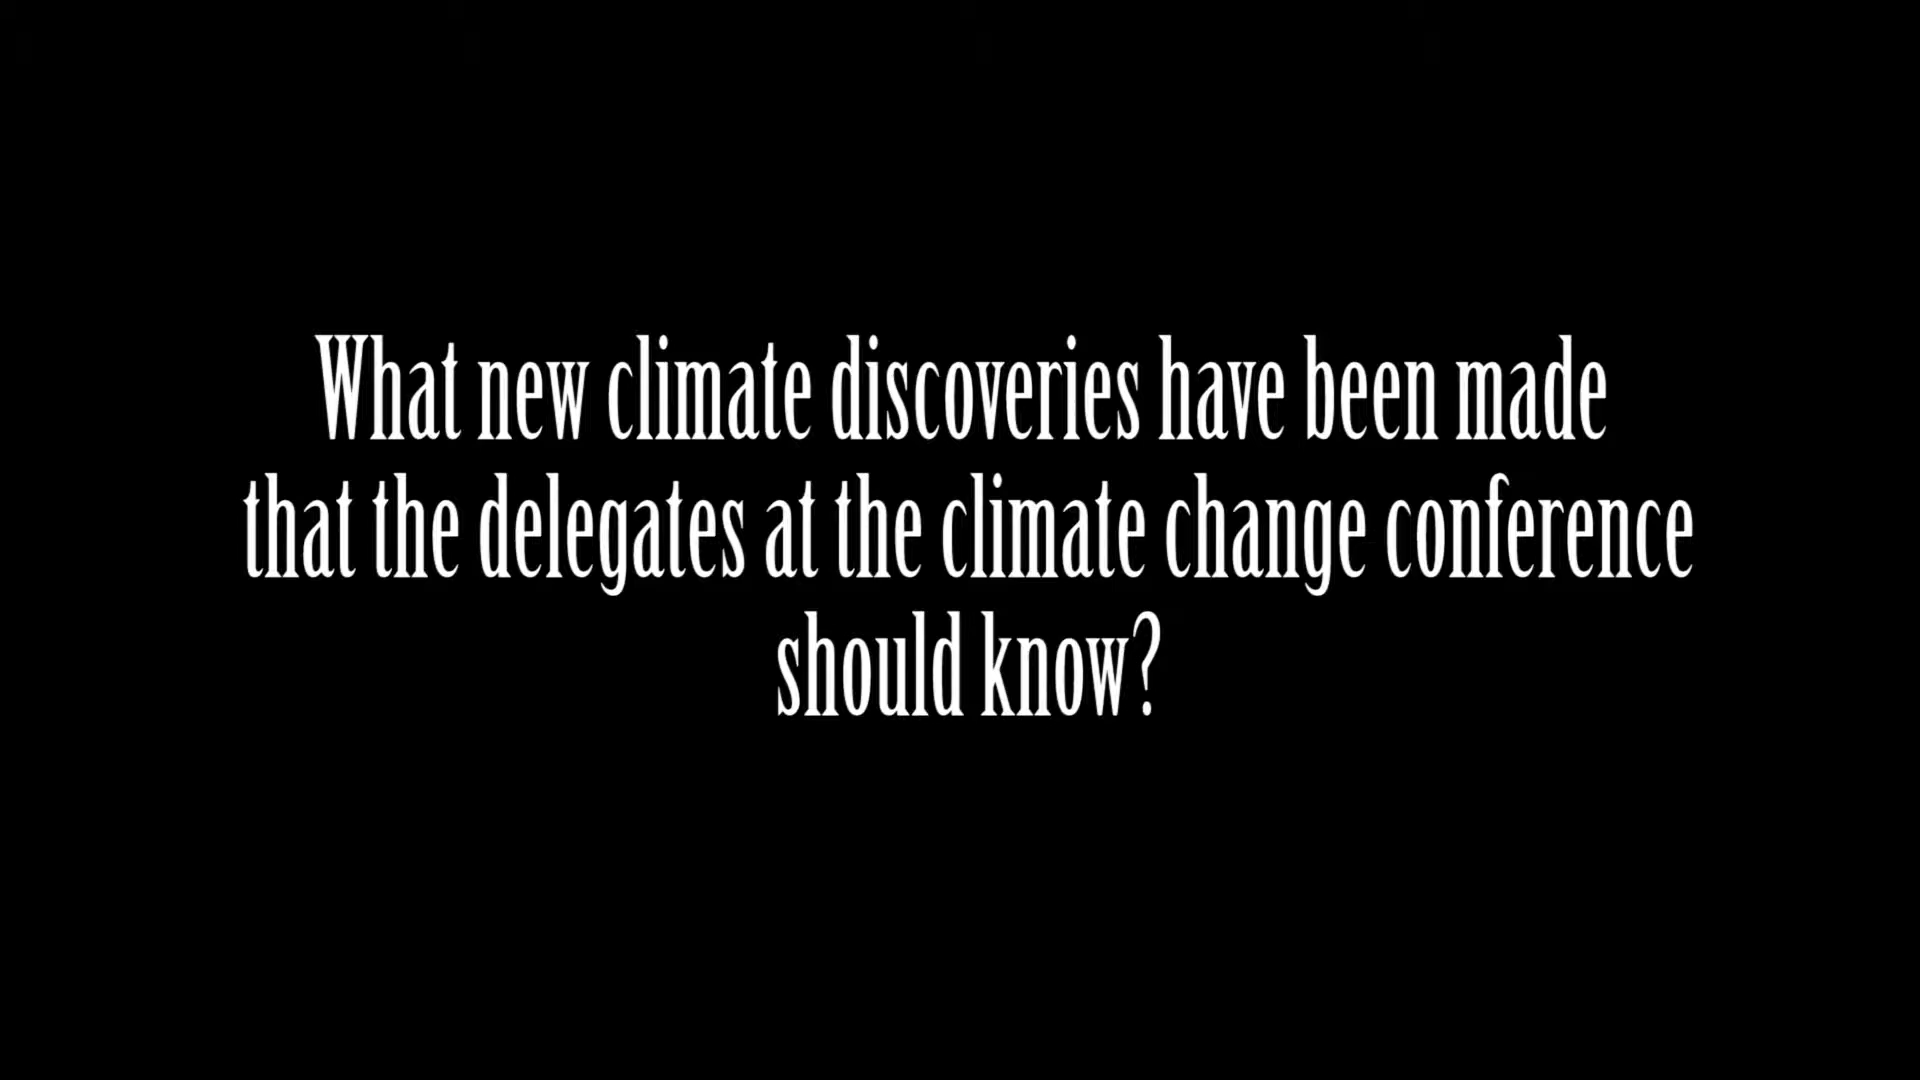 What new climate discoveries have been made
that the delegates at the climate change conference
should know?